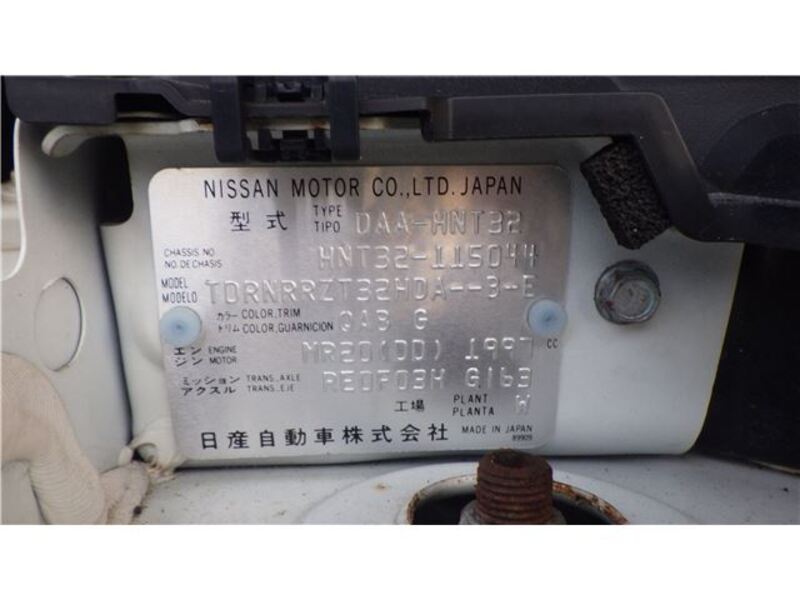 NISSAN MOTOR CO.,LTD. JAPAN
型式 TYPE TIPO DAA-HNT32
CHASSIS NO. NO.DE CHASIS HNT32-115044
MODEL MODELO TDRNRRZT32HDA--3-E
カラー COLOR,TRIM トリム COLOR,GUARNICION QAB G
エンジン ENGINE MOTOR MR20(DD) 1997 CC
ミッション TRANS.,AXLE アクスル TRANS.,EJE RE0F03H G163
工場 PLANT PLANTA W
日産自動車株式会社 MADE IN JAPAN
89909